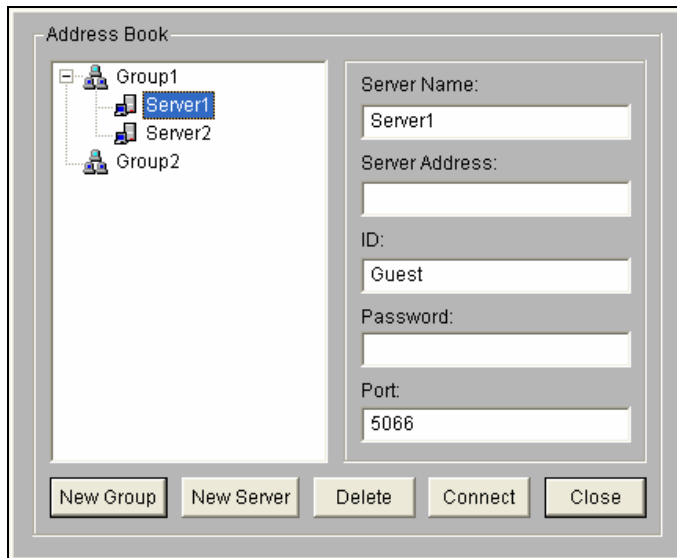 Address Book
Group1
Server1
Server2
Group2
Server Name:
Server1
Server Address:
ID:
Guest
Password:
Port:
5066
New Group New Server Delete Connect Close